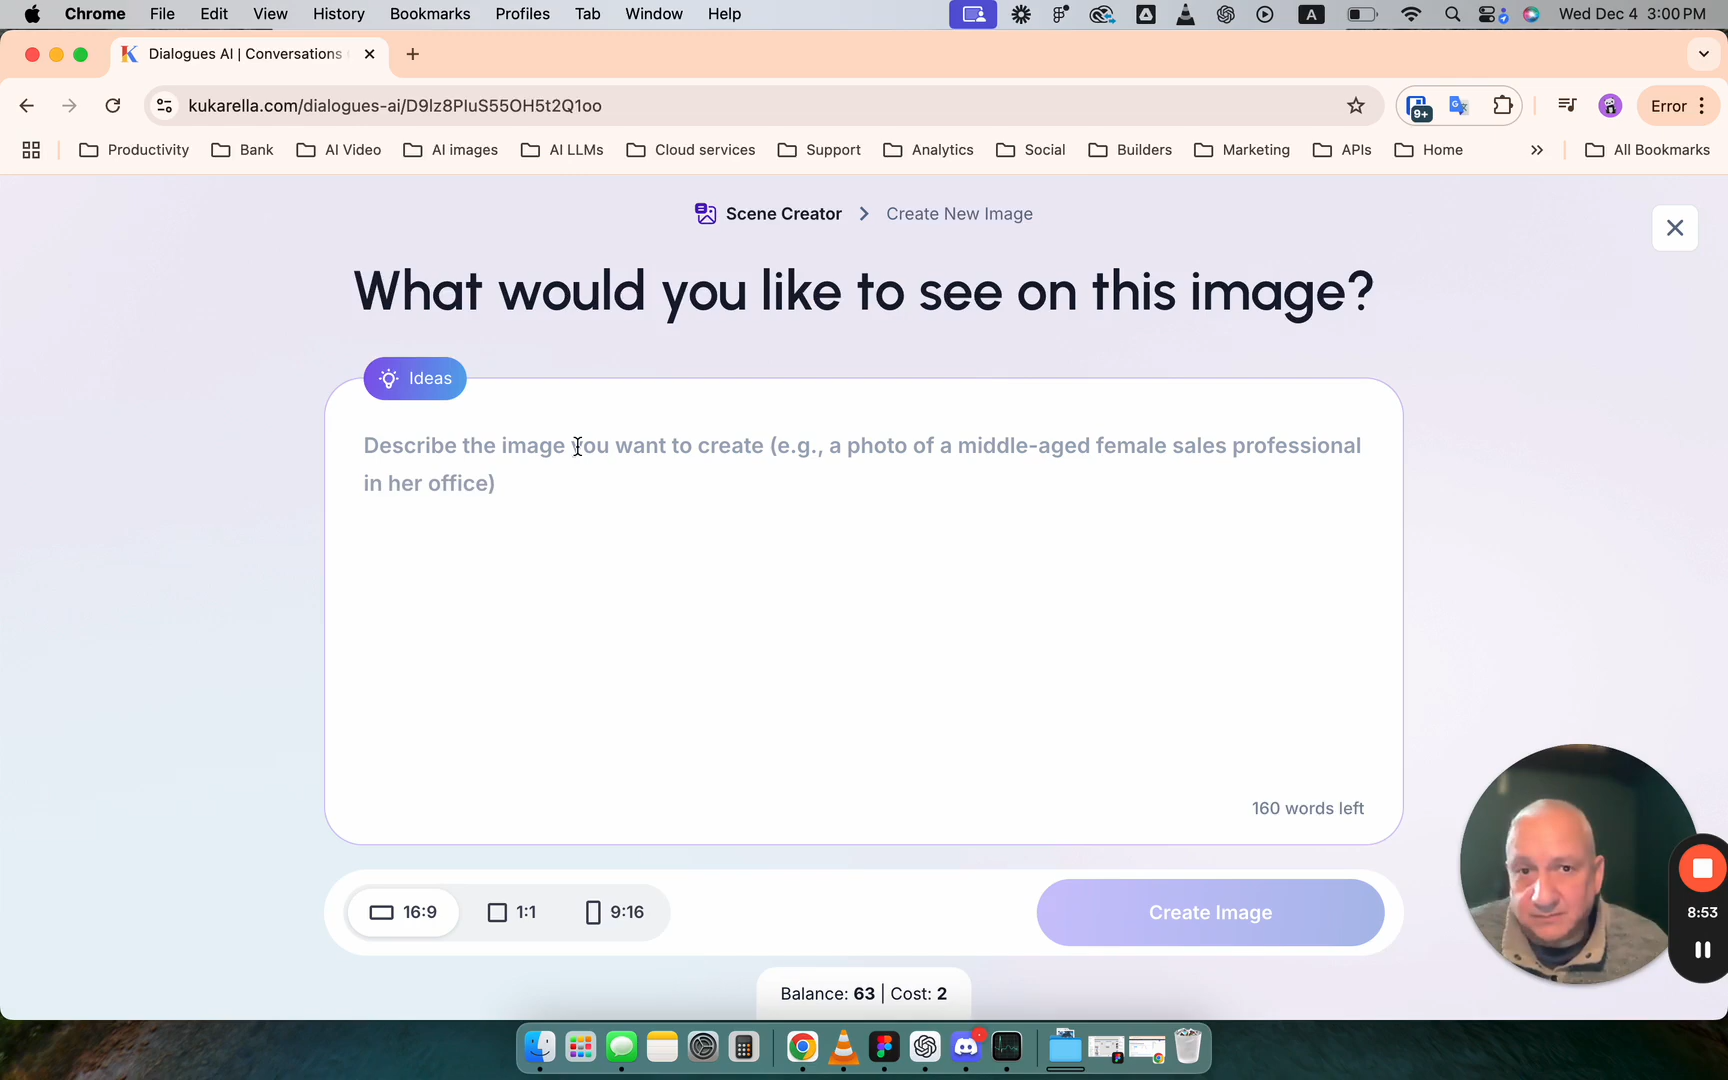 Chrome File Edit View History Bookmarks Profiles Tab Window Help A Wed Dec 4 3:00 PM
Dialogues AI | Conversations
kukarella.com/dialogues-ai/D9lz8PluS55OH5t2Q1oo 9+ Error
Productivity Bank AI Video AI images AI LLMs Cloud services Support Analytics Social Builders Marketing APIs Home All Bookmarks
Scene Creator Create New Image
What would you like to see on this image?
Ideas
Describe the image you want to create (e.g., a photo of a middle-aged female sales professional
in her office)
160 words left
16:9 1:1 9:16 Create Image
8:53
Balance: 63 | Cost: 2